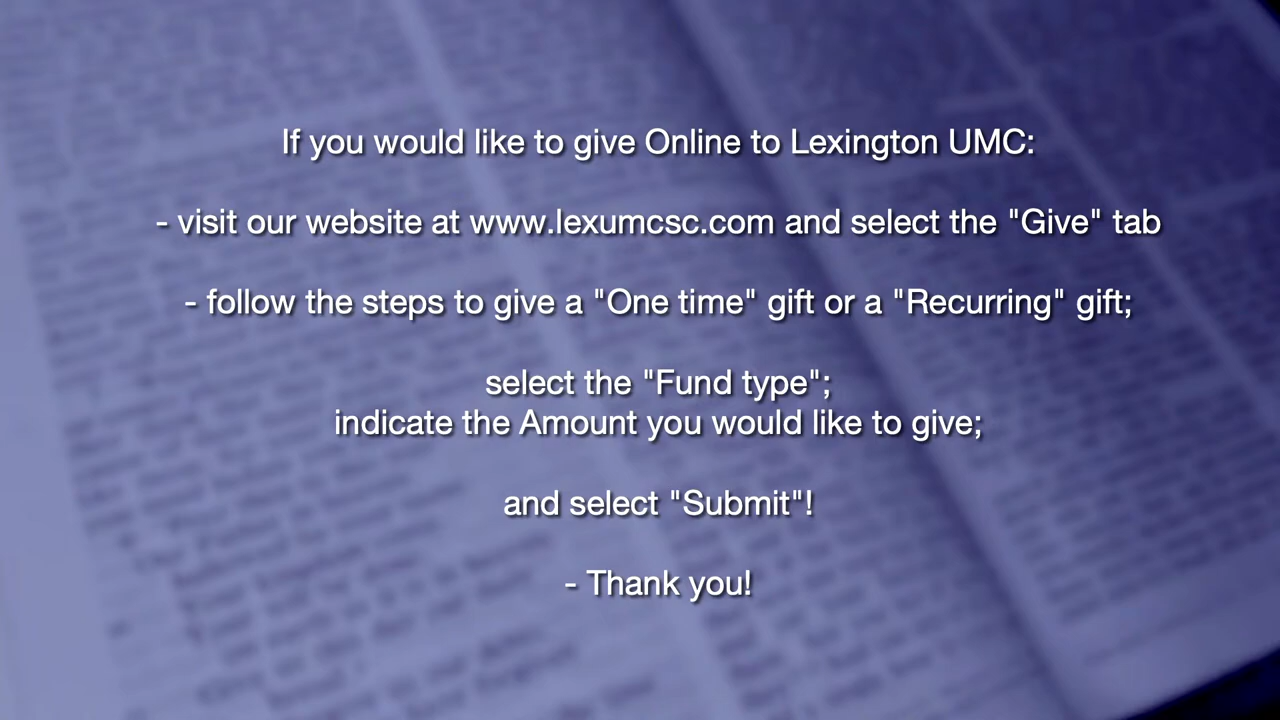 If you would like to give Online to Lexington UMC:
- visit our website at www.lexumcsc.com and select the "Give" tab
- follow the steps to give a "One time" gift or a "Recurring" gift;
select the "Fund type";
indicate the Amount you would like to give;
and select "Submit"!
- Thank you!